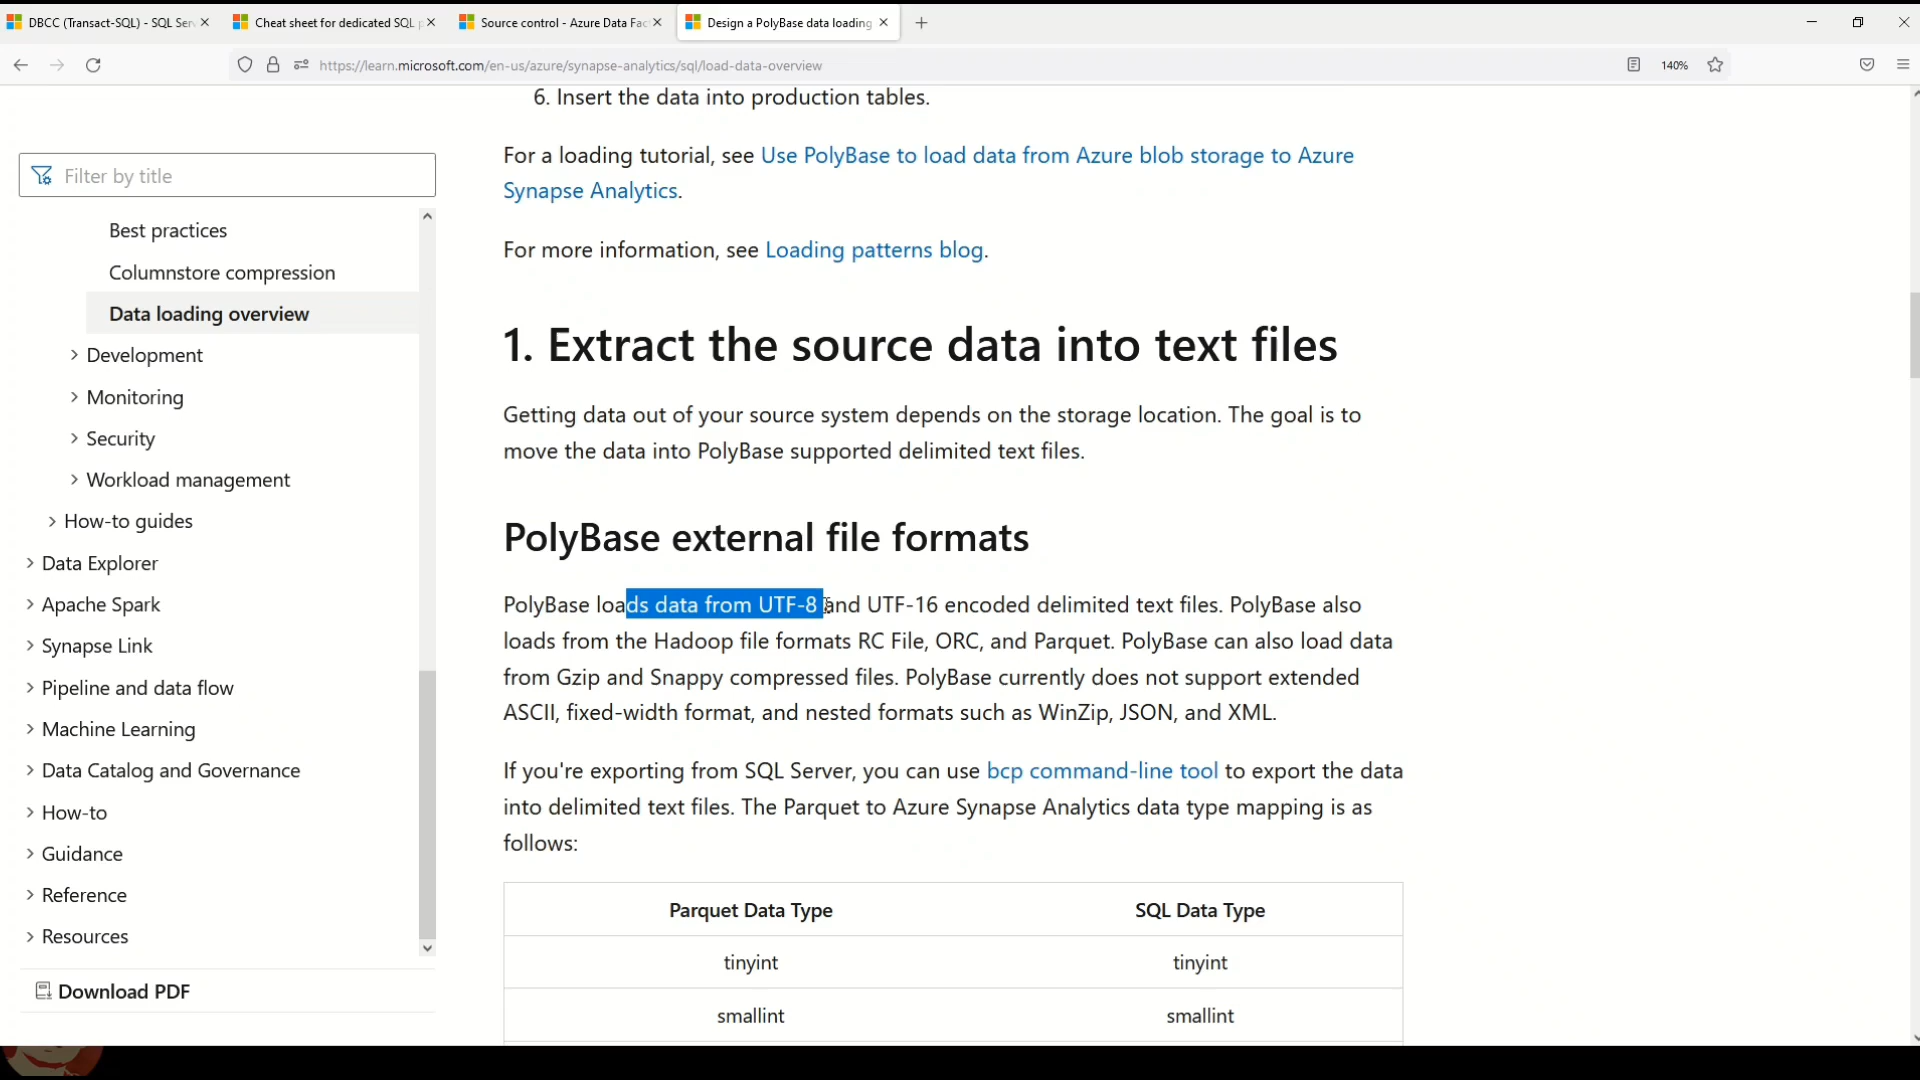 DBCC (Transact-SQL) - SQL Ser
Cheat sheet for dedicated SQL p
Source control - Azure Data Fac
Design a PolyBase data loading
https://learn.microsoft.com/en-us/azure/synapse-analytics/sql/load-data-overview
140%
Filter by title
Best practices
Columnstore compression
Data loading overview
Development
Monitoring
Security
Workload management
How-to guides
Data Explorer
Apache Spark
Synapse Link
Pipeline and data flow
Machine Learning
Data Catalog and Governance
How-to
Guidance
Reference
Resources
Download PDF
6. Insert the data into production tables.
For a loading tutorial, see Use PolyBase to load data from Azure blob storage to Azure
Synapse Analytics.
For more information, see Loading patterns blog.
1. Extract the source data into text files
Getting data out of your source system depends on the storage location. The goal is to
move the data into PolyBase supported delimited text files.
PolyBase external file formats
PolyBase loads data from UTF-8 and UTF-16 encoded delimited text files. PolyBase also
loads from the Hadoop file formats RC File, ORC, and Parquet. PolyBase can also load data
from Gzip and Snappy compressed files. PolyBase currently does not support extended
ASCII, fixed-width format, and nested formats such as WinZip, JSON, and XML.
If you're exporting from SQL Server, you can use bcp command-line tool to export the data
into delimited text files. The Parquet to Azure Synapse Analytics data type mapping is as
follows:
Parquet Data Type SQL Data Type
tinyint tinyint
smallint smallint